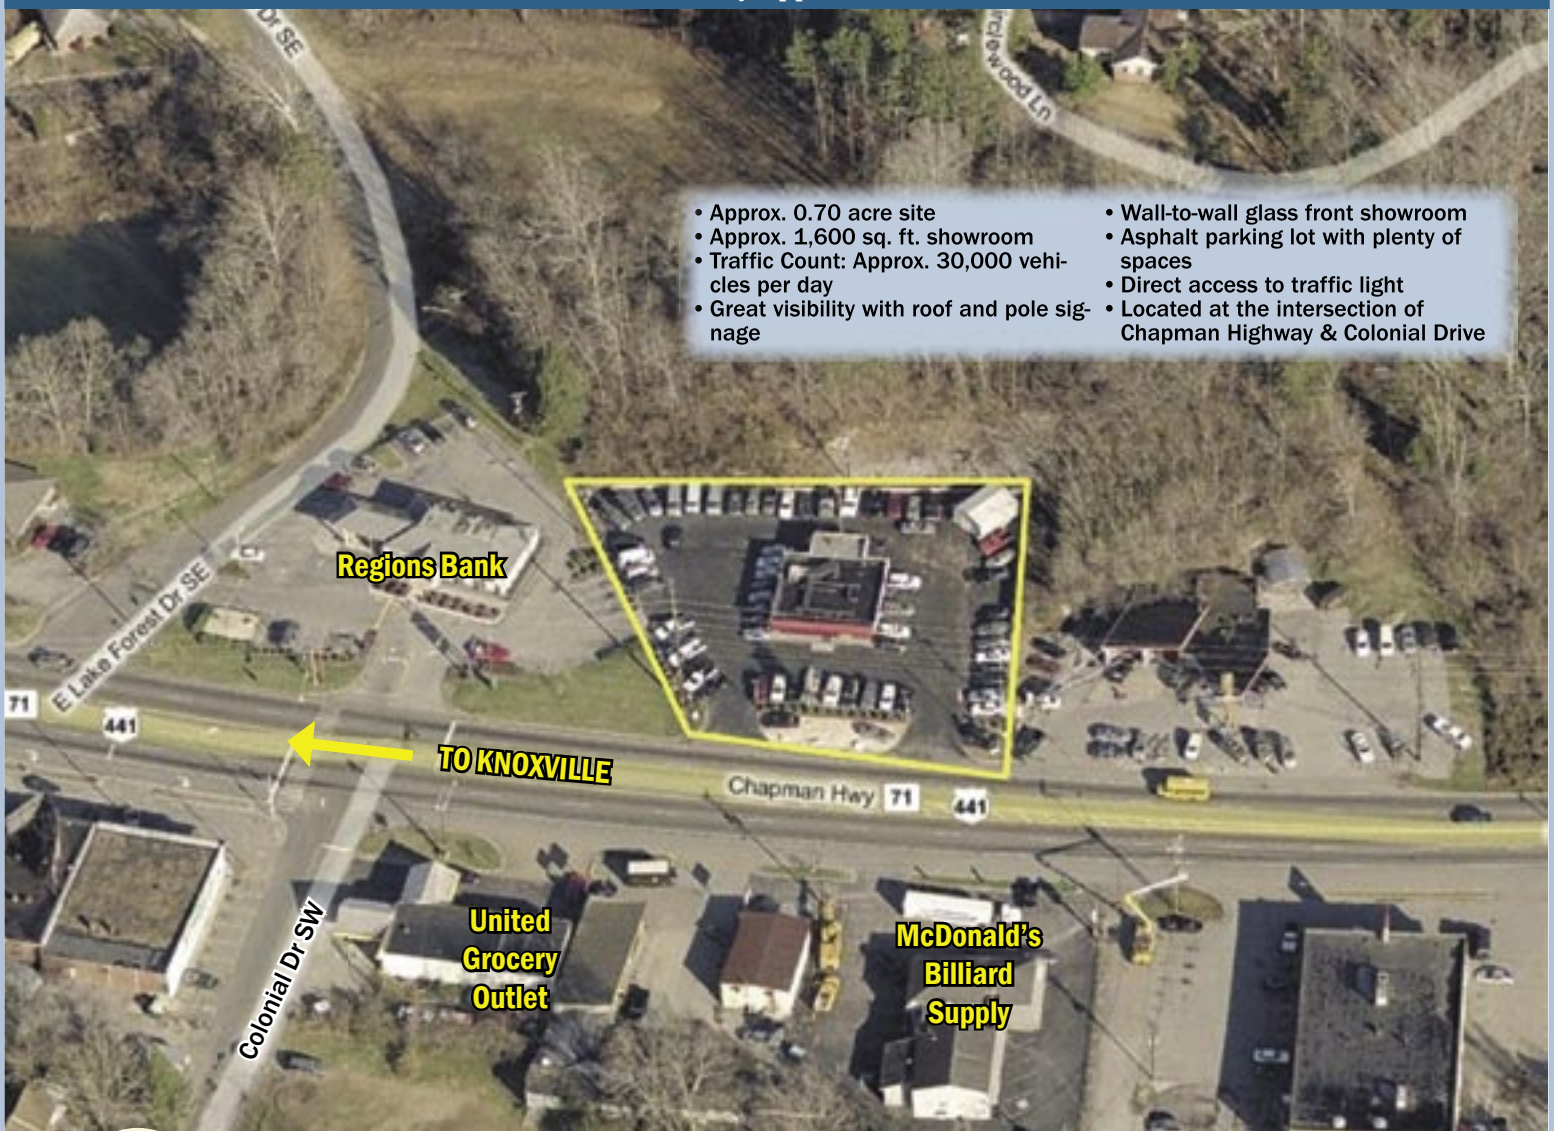 Dr SE
rclewood Ln
• Approx. 0.70 acre site
• Approx. 1,600 sq. ft. showroom
• Traffic Count: Approx. 30,000 vehi-
cles per day
• Great visibility with roof and pole sig-
nage
• Wall-to-wall glass front showroom
• Asphalt parking lot with plenty of
spaces
• Direct access to traffic light
• Located at the intersection of
Chapman Highway & Colonial Drive
Regions Bank
E Lake Forest Dr SE
71
441
TO KNOXVILLE
Chapman Hwy 71 441
Colonial Dr SW
United
Grocery
Outlet
McDonald's
Billiard
Supply